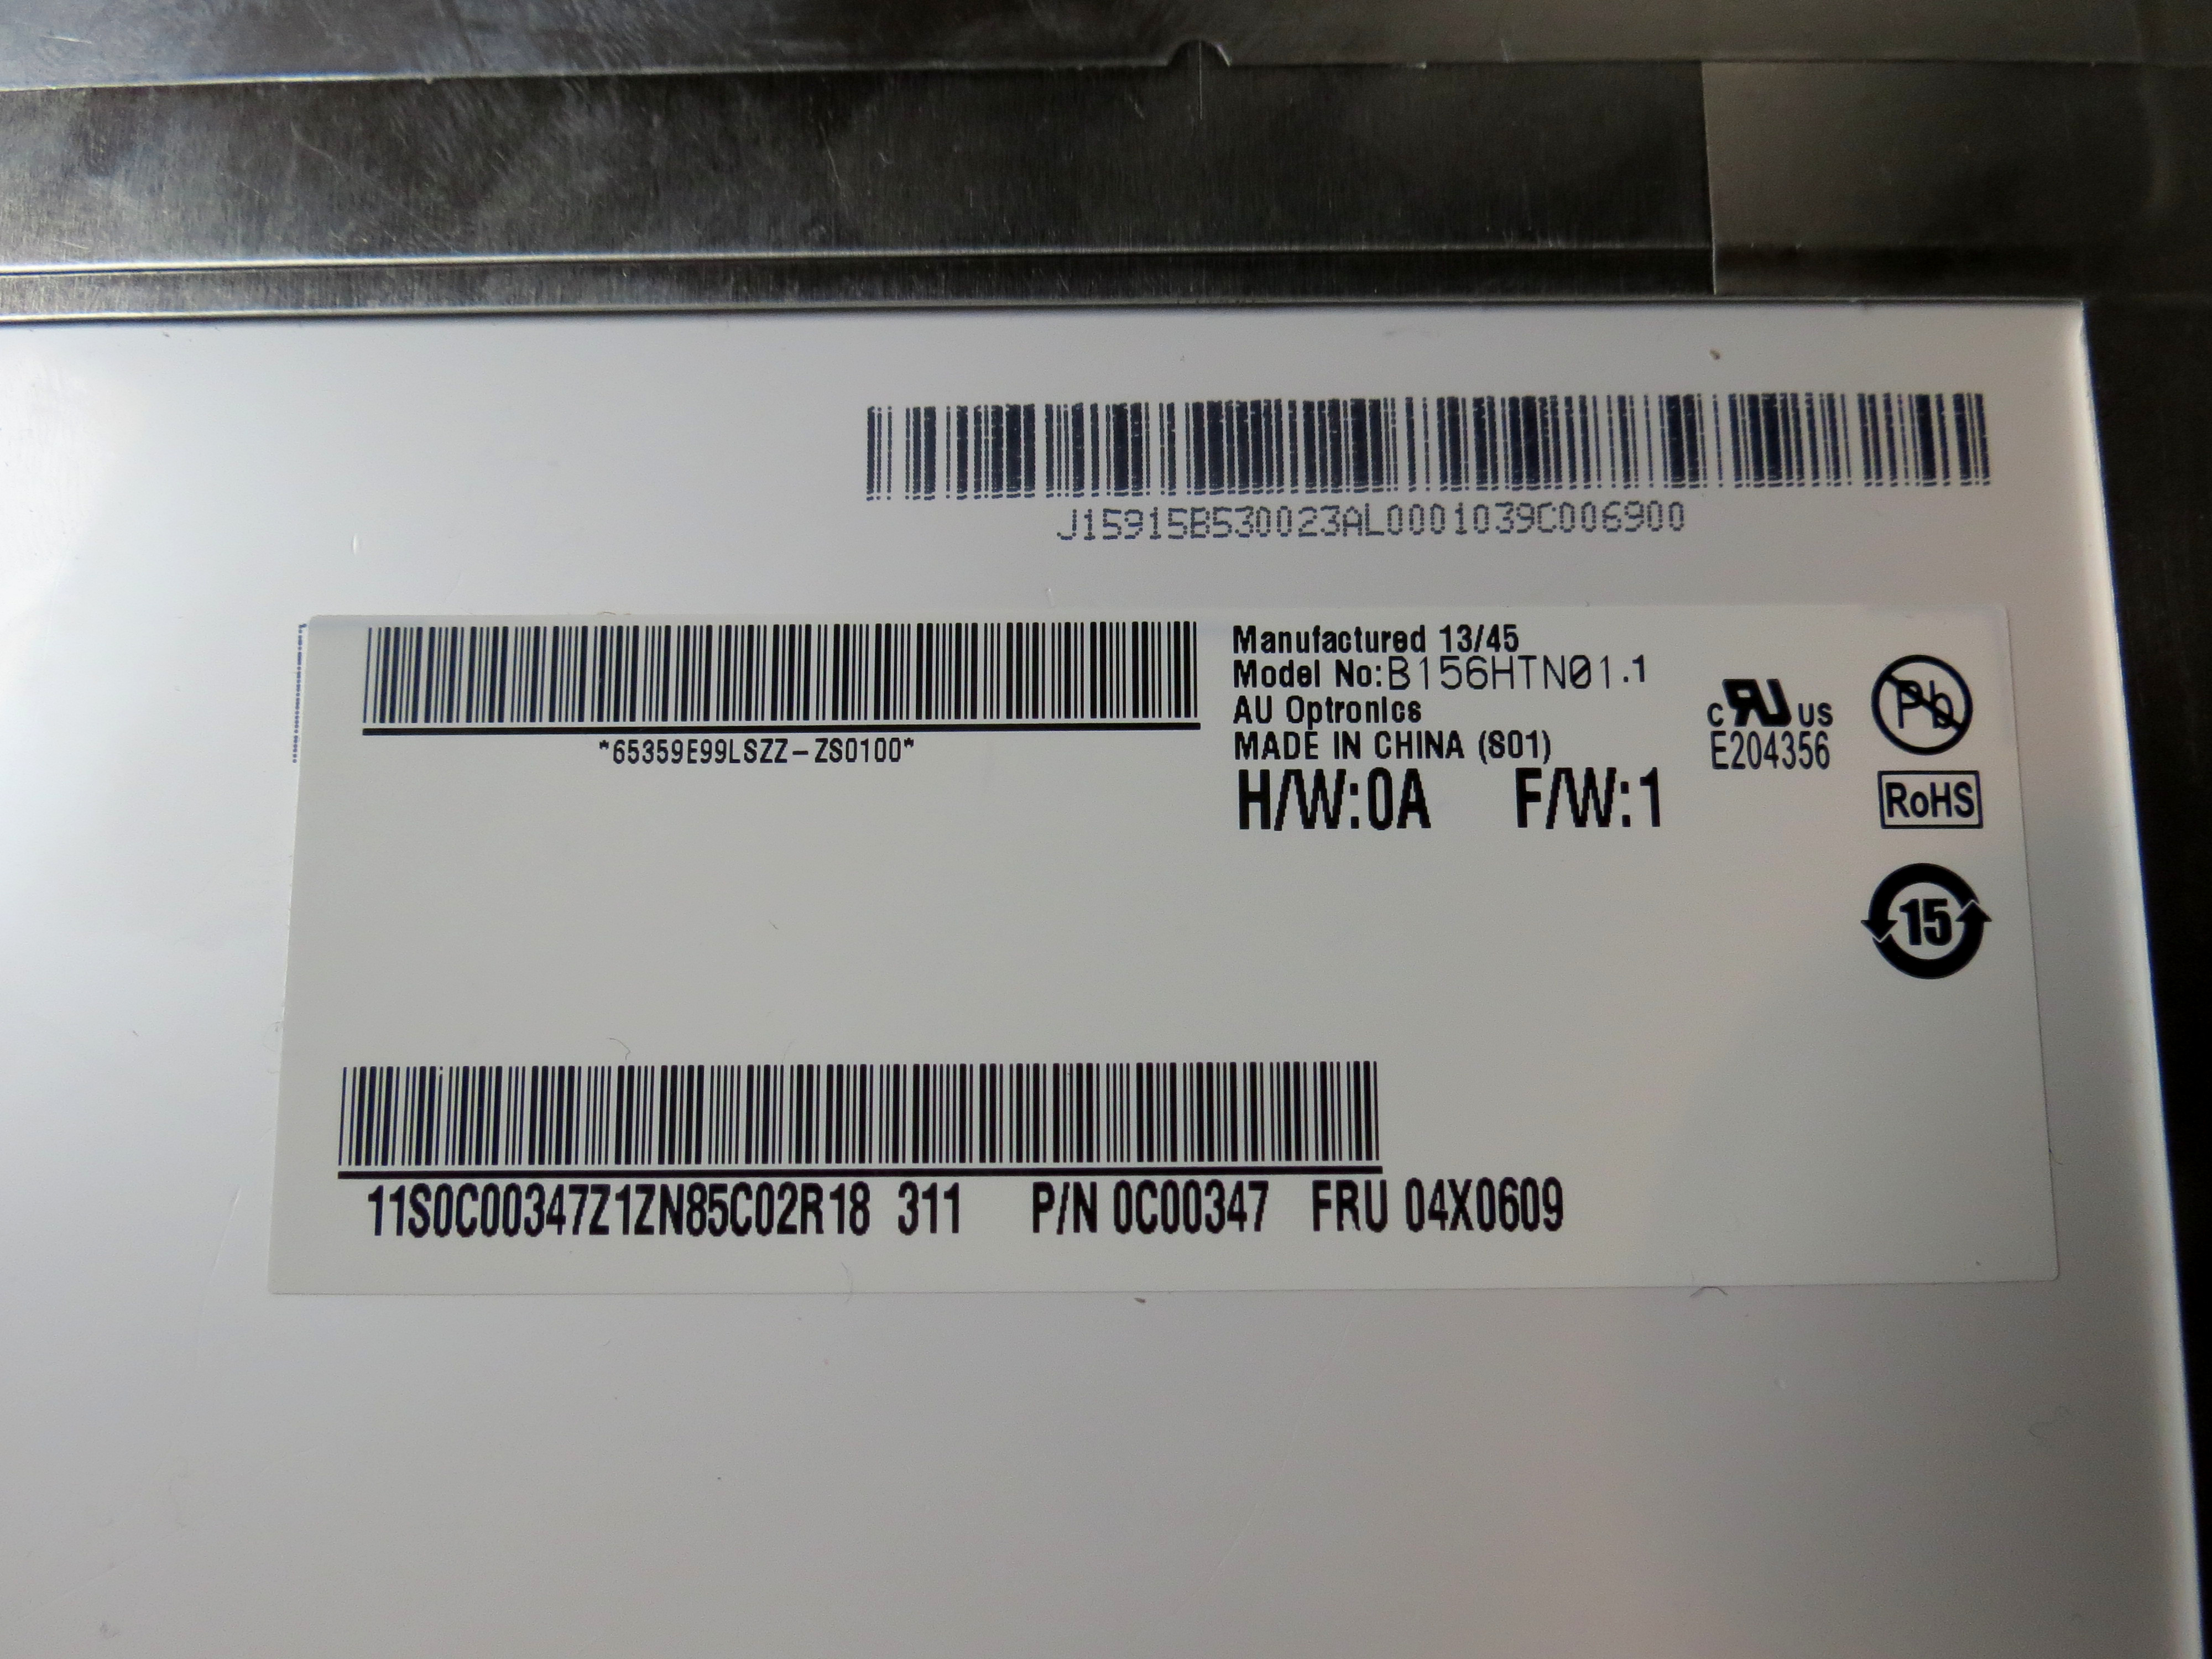 J15915B530023AL0001039C006900
*65359E99LSZZ-ZS0100*
Manufactured 13/45
Model No:B156HTN01.1
AU Optronics
MADE IN CHINA (S01)
H/W:0A F/W:1
c RU US
E204356
Pb
RoHS
15
11S0C00347Z1ZN85C02R18 311 P/N 0C00347 FRU 04X0609